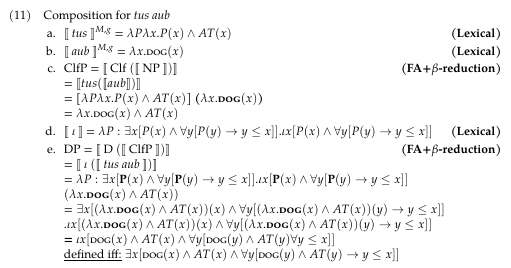 (11) Composition for tus aub
a. ⟦ tus ⟧ᴹ,ᵍ = λPλx.P(x) ∧ AT(x) (Lexical)
b. ⟦ aub ⟧ᴹ,ᵍ = λx.DOG(x) (Lexical)
c. ClfP = ⟦ Clf (⟦ NP ⟧)⟧ (FA+β-reduction)
= ⟦tus(⟦aub⟧)⟧
= [λPλx.P(x) ∧ AT(x)] (λx.DOG(x))
= λx.DOG(x) ∧ AT(x)
d. ⟦ ι ⟧ = λP : ∃x[P(x) ∧ ∀y[P(y) → y ≤ x]].ιx[P(x) ∧ ∀y[P(y) → y ≤ x]] (Lexical)
e. DP = ⟦ D (⟦ ClfP ⟧)⟧ (FA+β-reduction)
= ⟦ ι (⟦ tus aub ⟧)⟧
= λP : ∃x[P(x) ∧ ∀y[P(y) → y ≤ x]].ιx[P(x) ∧ ∀y[P(y) → y ≤ x]]
(λx.DOG(x) ∧ AT(x))
= ∃x[(λx.DOG(x) ∧ AT(x))(x) ∧ ∀y[(λx.DOG(x) ∧ AT(x))(y) → y ≤ x]]
.ιx[(λx.DOG(x) ∧ AT(x))(x) ∧ ∀y[(λx.DOG(x) ∧ AT(x))(y) → y ≤ x]]
= ιx[DOG(x) ∧ AT(x) ∧ ∀y[DOG(y) ∧ AT(y)∀y ≤ x]]
defined iff: ∃x[DOG(x) ∧ AT(x) ∧ ∀y[DOG(y) ∧ AT(y) → y ≤ x]]